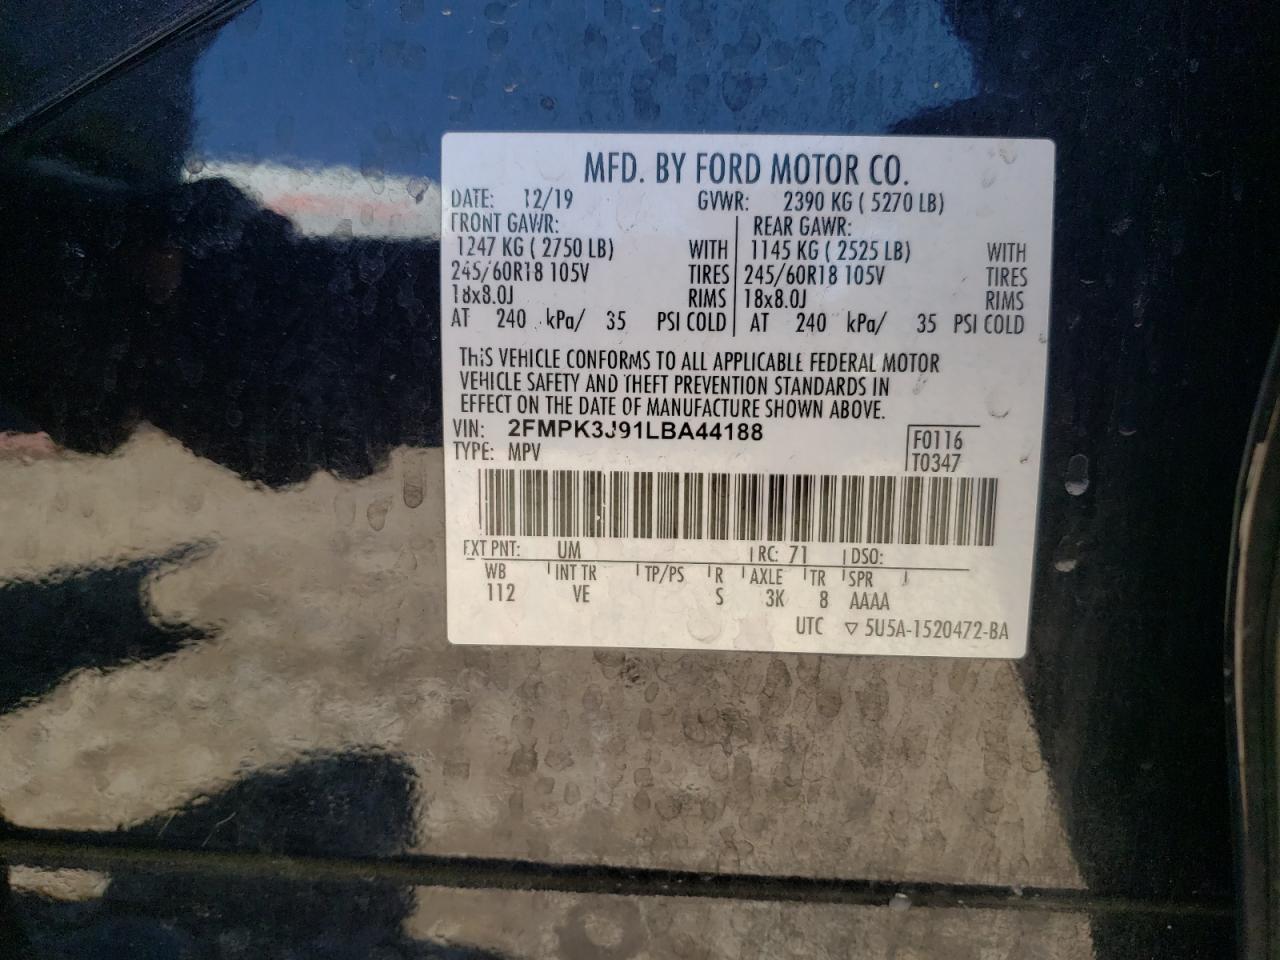 MFD. BY FORD MOTOR CO.
DATE: 12/19 GVWR: 2390 KG ( 5270 LB)
FRONT GAWR: REAR GAWR:
1247 KG ( 2750 LB) WITH 1145 KG ( 2525 LB) WITH
245/60R18 105V TIRES 245/60R18 105V TIRES
18x8.0J RIMS 18x8.0J RIMS
AT 240 kPa/ 35 PSI COLD AT 240 kPa/ 35 PSI COLD
THIS VEHICLE CONFORMS TO ALL APPLICABLE FEDERAL MOTOR
VEHICLE SAFETY AND THEFT PREVENTION STANDARDS IN
EFFECT ON THE DATE OF MANUFACTURE SHOWN ABOVE.
VIN: 2FMPK3J91LBA44188 F0116
TYPE: MPV T0347
EXT PNT: UM RC: 71 DSO:
WB INT TR TP/PS R AXLE TR SPR
112 VE S 3K 8 AAAA
UTC ▽ 5U5A-1520472-BA